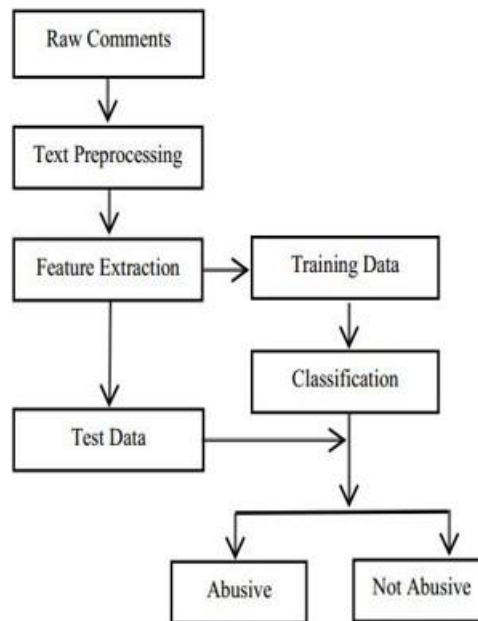 Raw Comments
Text Preprocessing
Feature Extraction
Training Data
Classification
Test Data
Abusive
Not Abusive